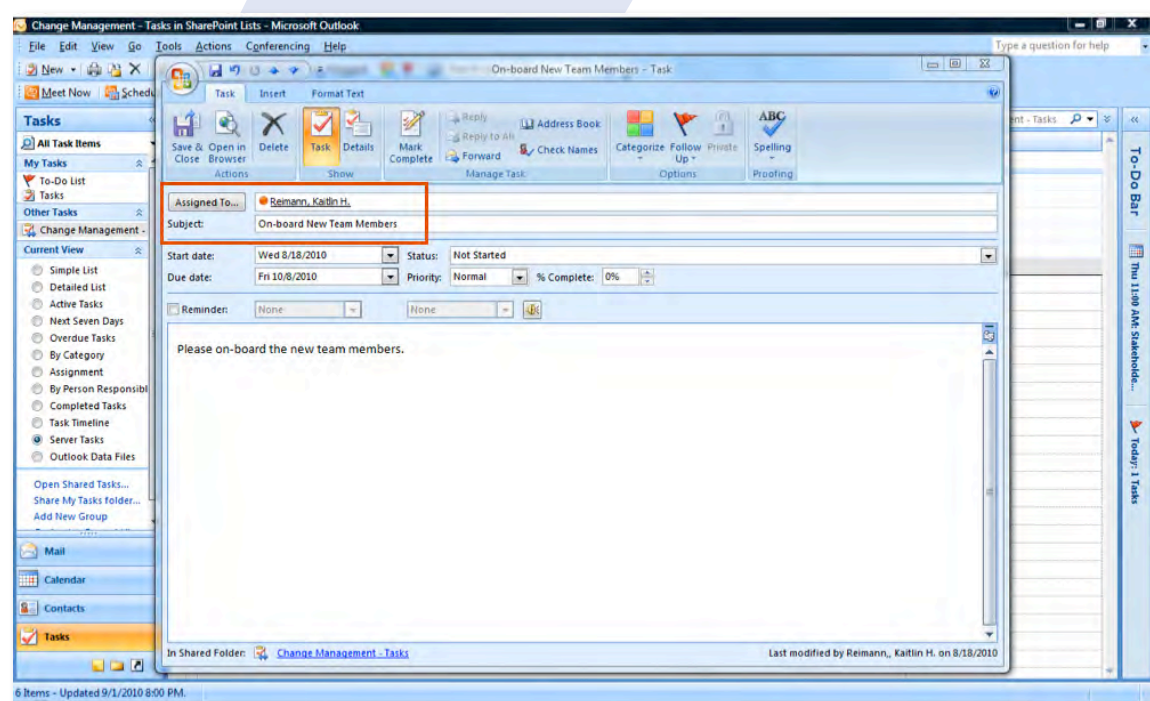 Change Management - Tasks in SharePoint Lists - Microsoft Outlook
File Edit View Go Tools Actions Conferencing Help
Type a question for help
New
Meet Now Schedu
On-board New Team Members - Task
Task Insert Format Text
Save & Close
Open in Browser
Delete
Task
Details
Mark Complete
Reply
Reply to All
Forward
Address Book
Check Names
Categorize
Follow Up
Private
ABC
Spelling
Actions
Show
Manage Task
Options
Proofing
Assigned To... Reimann, Kaitlin H.
Subject: On-board New Team Members
Start date: Wed 8/18/2010 Status: Not Started
Due date: Fri 10/8/2010 Priority: Normal % Complete: 0%
Reminder: None None
Please on-board the new team members.
In Shared Folder: Change Management - Tasks
Last modified by Reimann,, Kaitlin H. on 8/18/2010
Tasks
All Task Items
My Tasks
To-Do List
Tasks
Other Tasks
Change Management -
Current View
Simple List
Detailed List
Active Tasks
Next Seven Days
Overdue Tasks
By Category
Assignment
By Person Responsibl
Completed Tasks
Task Timeline
Server Tasks
Outlook Data Files
Open Shared Tasks...
Share My Tasks folder...
Add New Group
Mail
Calendar
Contacts
Tasks
ent - Tasks
To-Do Bar
Thu 11:00 AM: Stakeholde...
Today: 1 Tasks
6 Items - Updated 9/1/2010 8:00 PM.